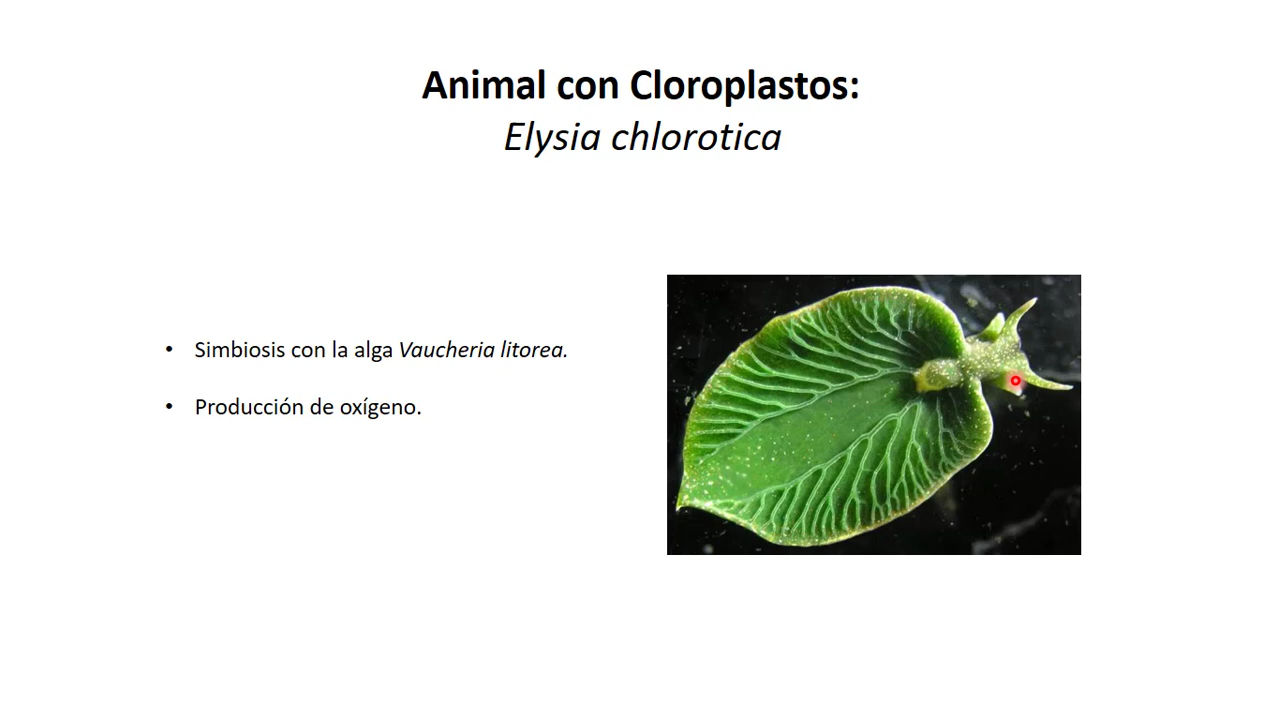 Animal con Cloroplastos:
Elysia chlorotica
• Simbiosis con la alga Vaucheria litorea.
• Producción de oxígeno.